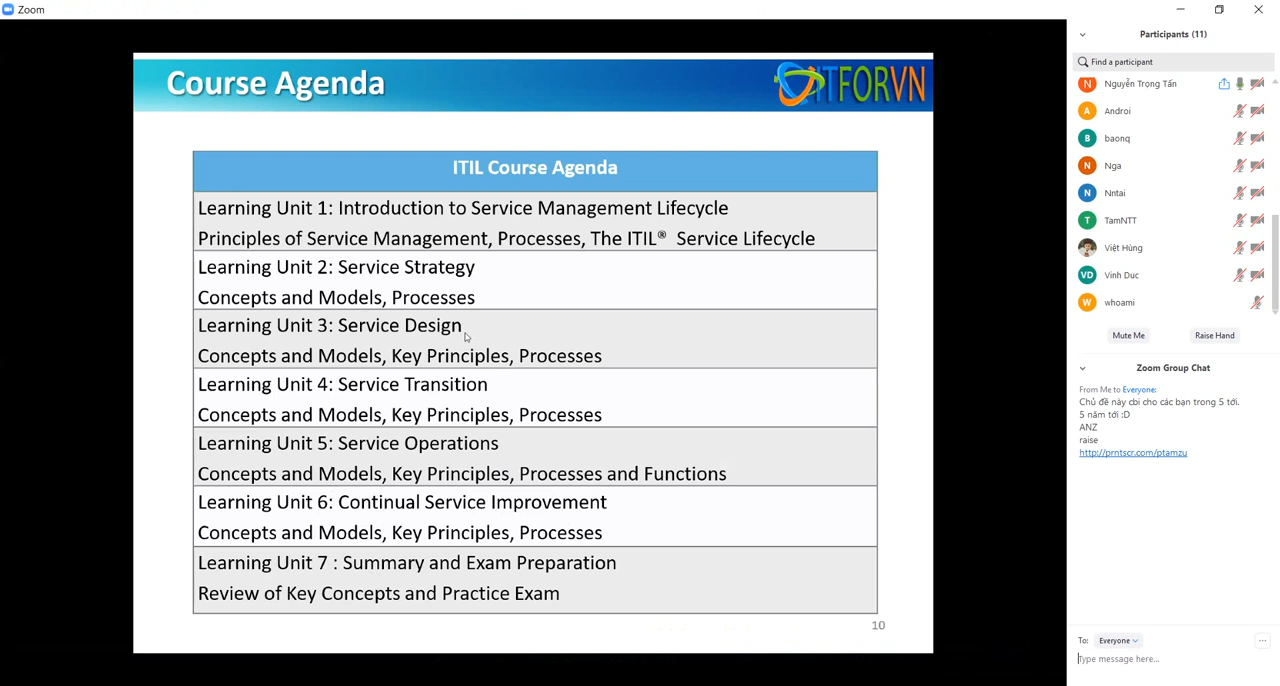 Zoom
Course Agenda
ITFORVN
ITIL Course Agenda
Learning Unit 1: Introduction to Service Management Lifecycle
Principles of Service Management, Processes, The ITIL® Service Lifecycle
Learning Unit 2: Service Strategy
Concepts and Models, Processes
Learning Unit 3: Service Design
Concepts and Models, Key Principles, Processes
Learning Unit 4: Service Transition
Concepts and Models, Key Principles, Processes
Learning Unit 5: Service Operations
Concepts and Models, Key Principles, Processes and Functions
Learning Unit 6: Continual Service Improvement
Concepts and Models, Key Principles, Processes
Learning Unit 7 : Summary and Exam Preparation
Review of Key Concepts and Practice Exam
10
Participants (11)
Find a participant
N Nguyễn Trọng Tấn
A Androi
B baonq
N Nga
N Nntai
T TamNTT
Việt Hùng
VD Vinh Duc
W whoami
Mute Me Raise Hand
Zoom Group Chat
From Me to Everyone:
Chủ đề này cbi cho các bạn trong 5 tới.
5 năm tới :D
ANZ
raise
http://prntscr.com/ptamzu
To: Everyone
Type message here...